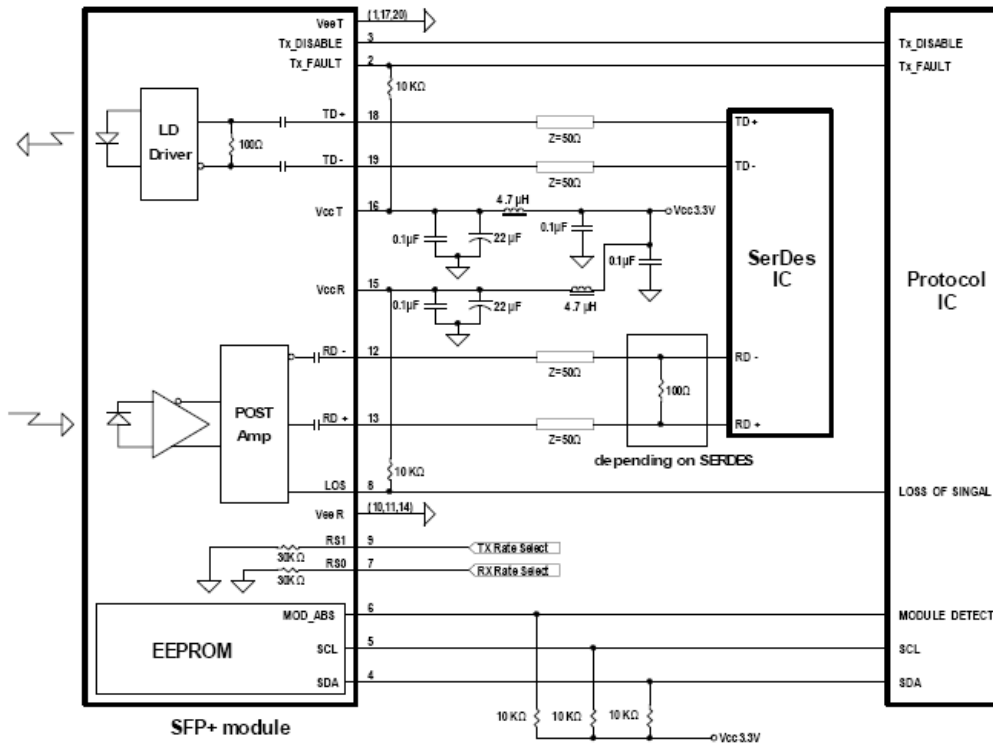 VeeT (1,17,20)
Tx_DISABLE 3 Tx_DISABLE
Tx_FAULT 2 Tx_FAULT
10 KΩ
LD
Driver
100Ω
TD+ 18 Z=50Ω TD+
TD- 19 Z=50Ω TD-
VccT 16 4.7 µH Vcc3.3V
0.1µF 22 µF 0.1µF
0.1µF
VccR 15 4.7 µH
0.1µF 22 µF
SerDes
IC
Protocol
IC
RD - 12 Z=50Ω RD -
100Ω
POST
Amp
RD + 13 Z=50Ω RD +
depending on SERDES
10 KΩ
LOS 8 LOSS OF SINGAL
VeeR (10,11,14)
RS1 9 TX Rate Select
30KΩ
RS0 7 RX Rate Select
30KΩ
EEPROM
MOD_ABS 6 MODULE DETECT
SCL 5 SCL
SDA 4 SDA
10 KΩ 10 KΩ 10 KΩ
Vcc3.3V
SFP+ module